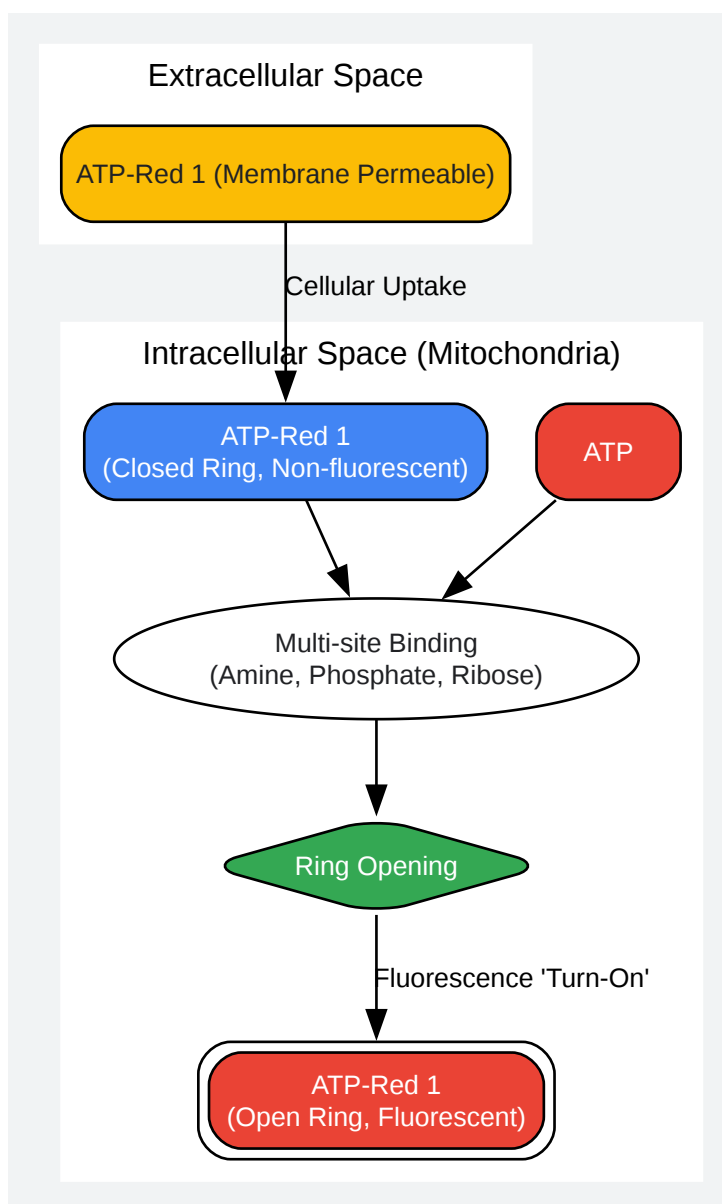 Extracellular Space
ATP-Red 1 (Membrane Permeable)
Cellular Uptake
Intracellular Space (Mitochondria)
ATP-Red 1
(Closed Ring, Non-fluorescent)
ATP
Multi-site Binding
(Amine, Phosphate, Ribose)
Ring Opening
Fluorescence 'Turn-On'
ATP-Red 1
(Open Ring, Fluorescent)